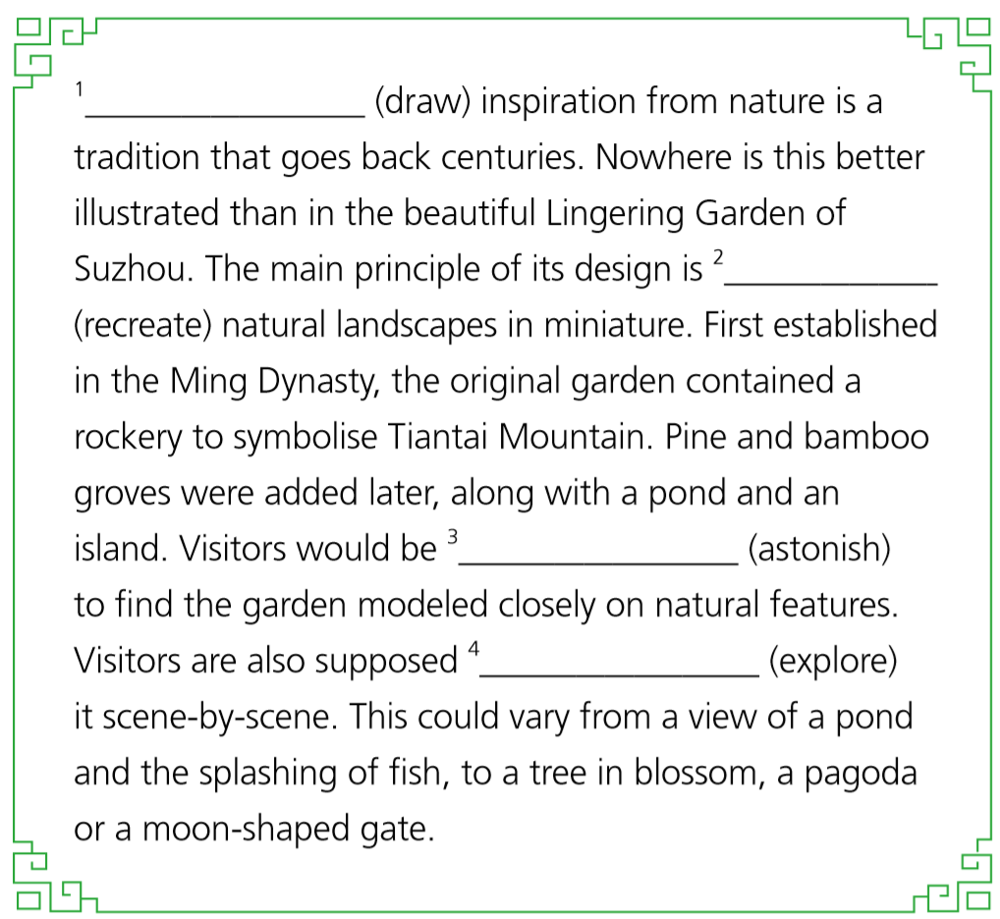 1 ________________ (draw) inspiration from nature is a
tradition that goes back centuries. Nowhere is this better
illustrated than in the beautiful Lingering Garden of
Suzhou. The main principle of its design is 2 ____________
(recreate) natural landscapes in miniature. First established
in the Ming Dynasty, the original garden contained a
rockery to symbolise Tiantai Mountain. Pine and bamboo
groves were added later, along with a pond and an
island. Visitors would be 3 ________________ (astonish)
to find the garden modeled closely on natural features.
Visitors are also supposed 4 ________________ (explore)
it scene-by-scene. This could vary from a view of a pond
and the splashing of fish, to a tree in blossom, a pagoda
or a moon-shaped gate.